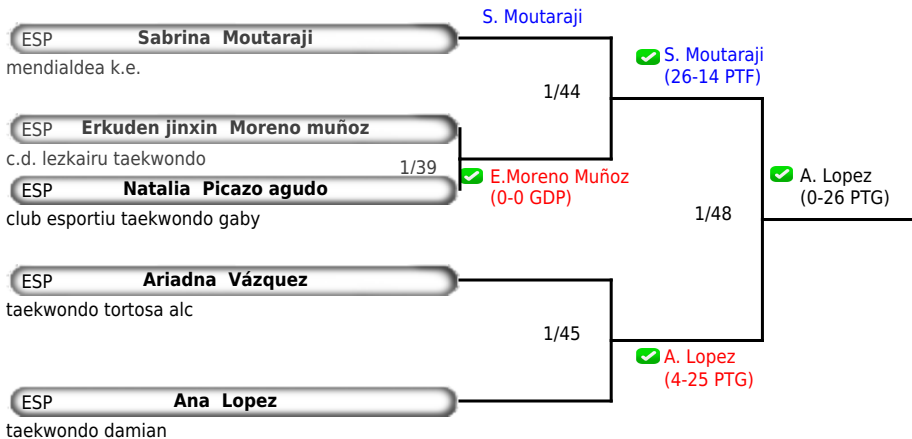 S. Moutaraji
ESP Sabrina Moutaraji
mendialdea k.e.
S. Moutaraji
(26-14 PTF)
1/44
ESP Erkuden jinxin Moreno muñoz
c.d. lezkairu taekwondo
1/39
E.Moreno Muñoz
(0-0 GDP)
ESP Natalia Picazo agudo
club esportiu taekwondo gaby
A. Lopez
(0-26 PTG)
1/48
ESP Ariadna Vázquez
taekwondo tortosa alc
1/45
A. Lopez
(4-25 PTG)
ESP Ana Lopez
taekwondo damian